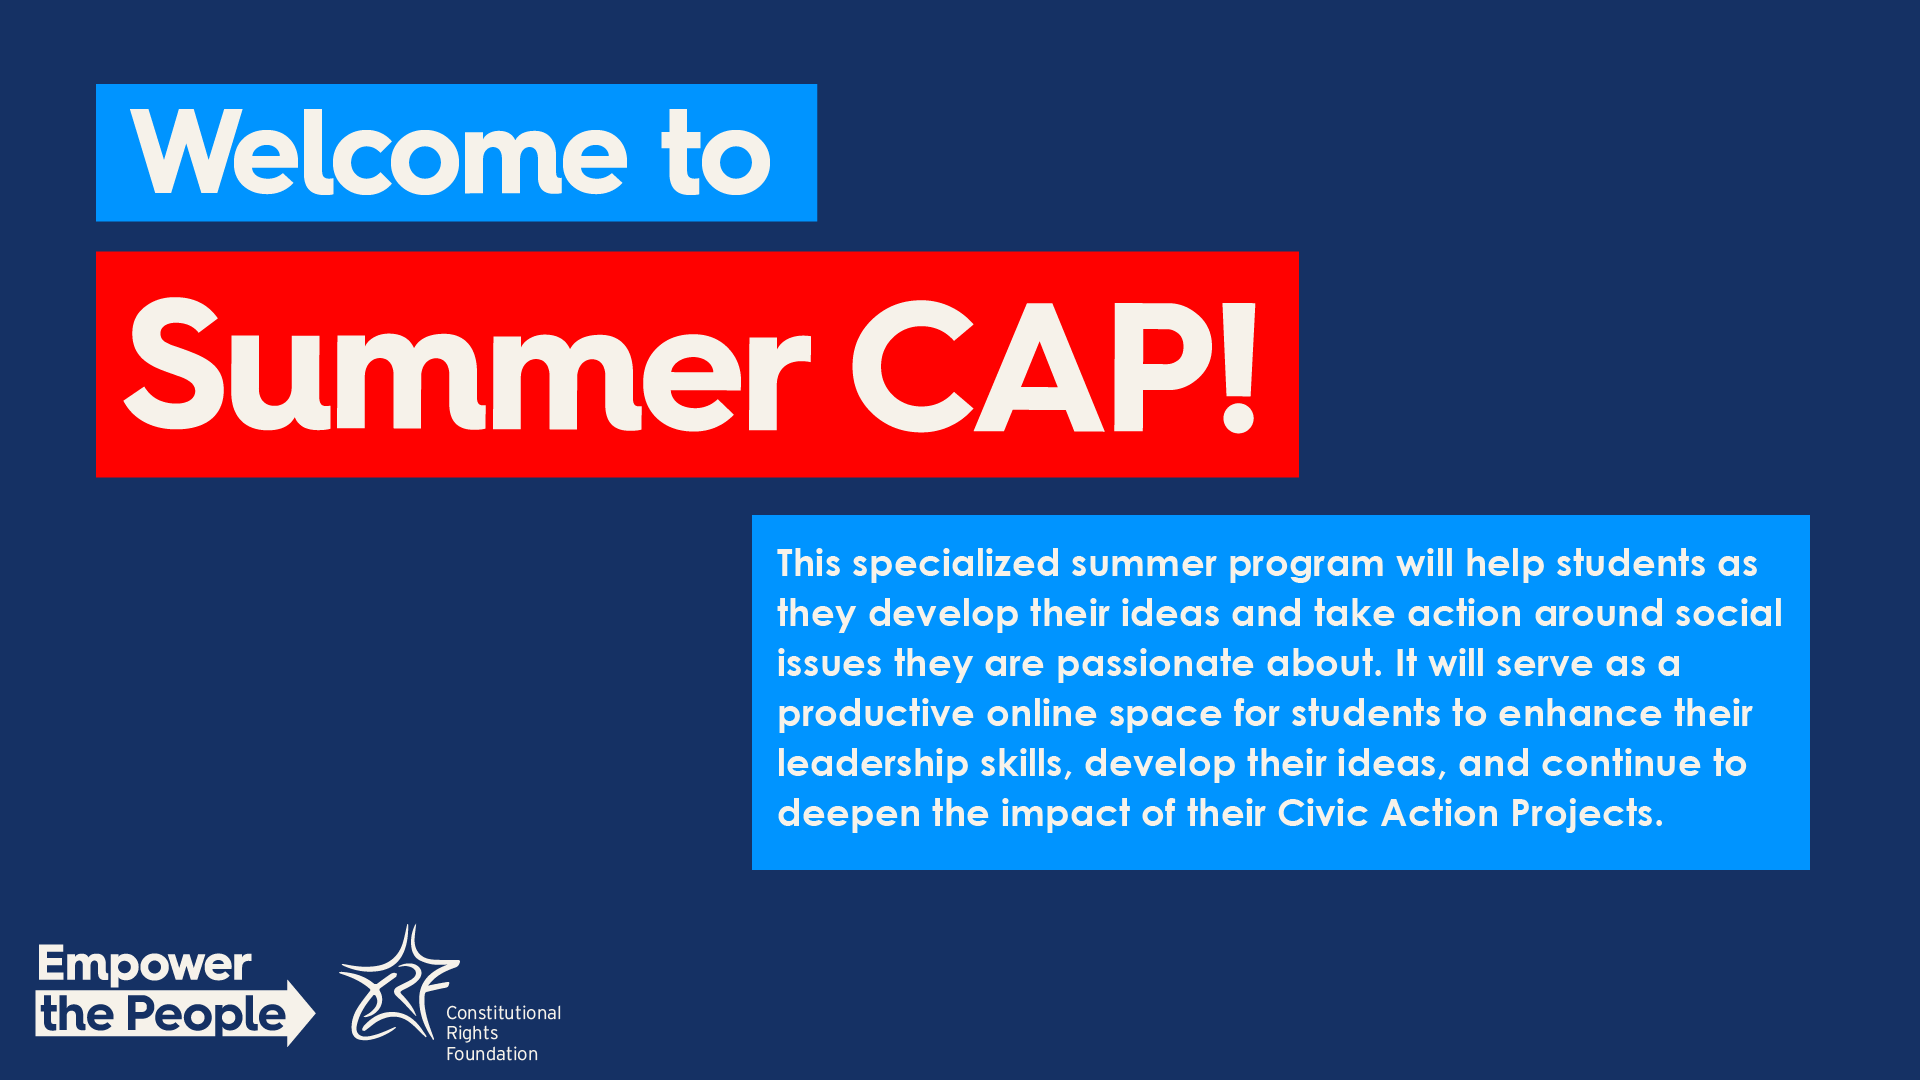 Welcome to
Summer CAP!
This specialized summer program will help students as
they develop their ideas and take action around social
issues they are passionate about. It will serve as a
productive online space for students to enhance their
leadership skills, develop their ideas, and continue to
deepen the impact of their Civic Action Projects.
Empower
the People
CRF
Constitutional
Rights
Foundation